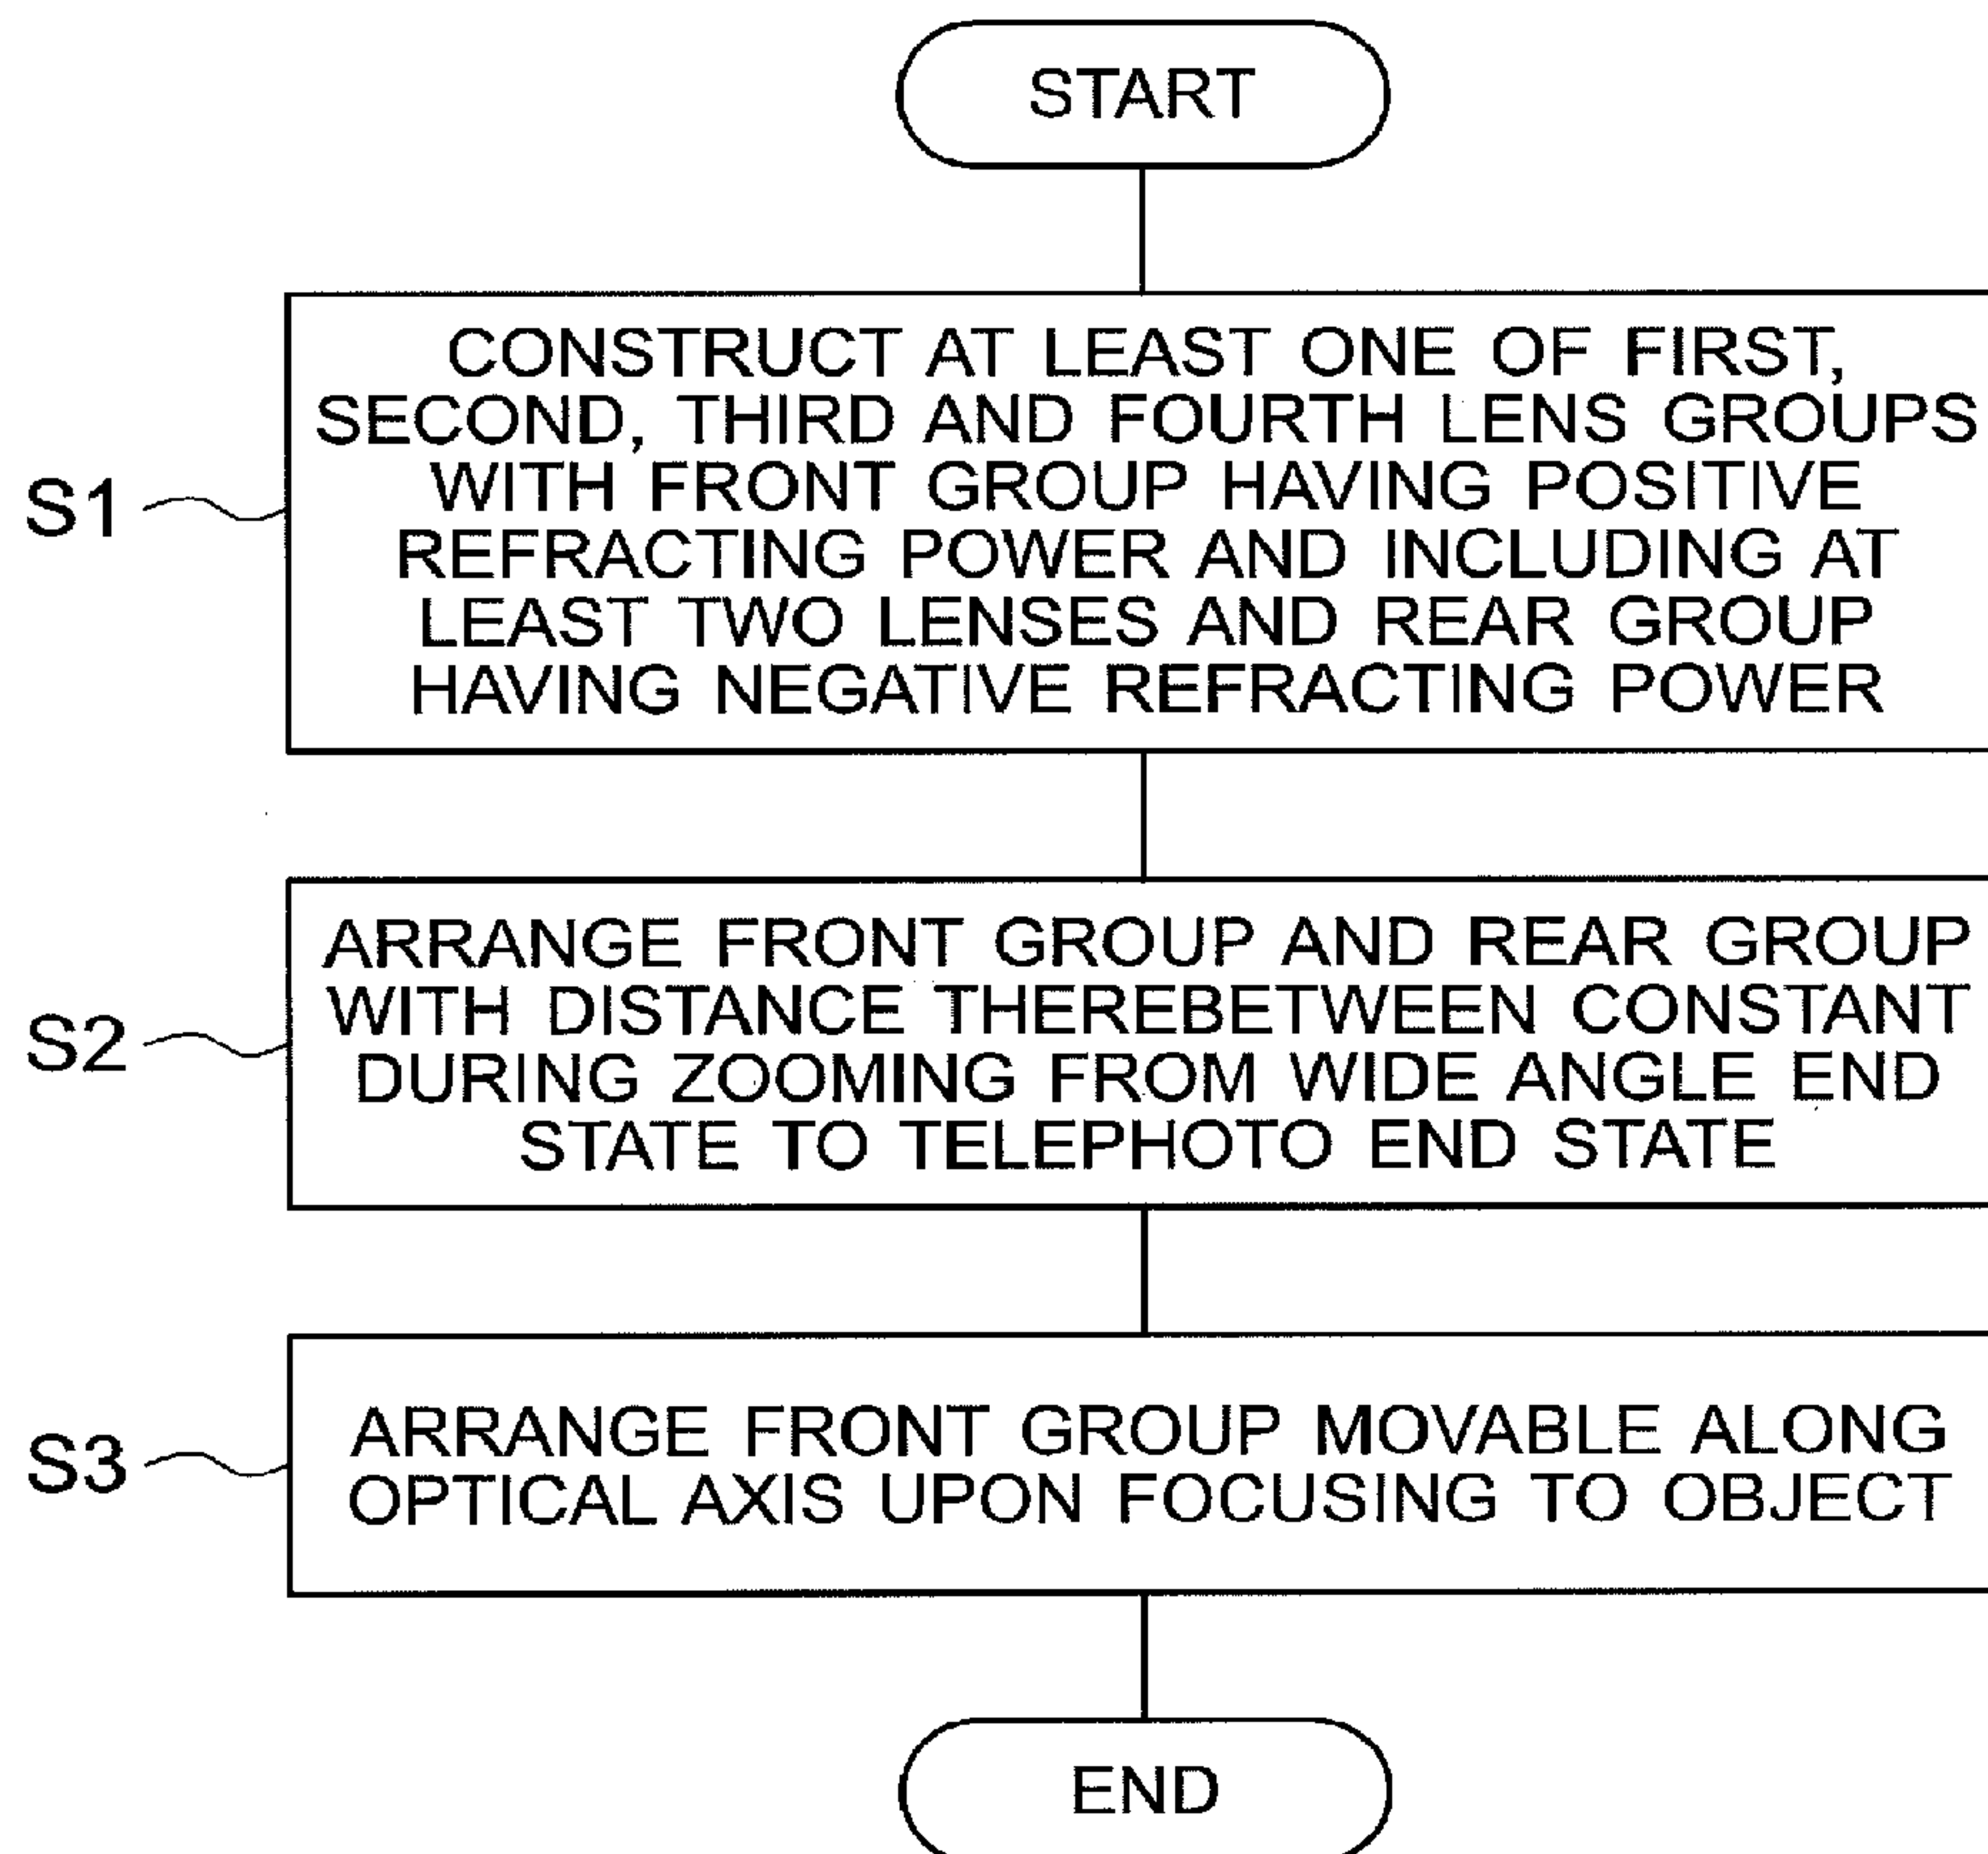 START
CONSTRUCT AT LEAST ONE OF FIRST,
SECOND, THIRD AND FOURTH LENS GROUPS
WITH FRONT GROUP HAVING POSITIVE
REFRACTING POWER AND INCLUDING AT
LEAST TWO LENSES AND REAR GROUP
HAVING NEGATIVE REFRACTING POWER
S1
ARRANGE FRONT GROUP AND REAR GROUP
WITH DISTANCE THEREBETWEEN CONSTANT
DURING ZOOMING FROM WIDE ANGLE END
STATE TO TELEPHOTO END STATE
S2
ARRANGE FRONT GROUP MOVABLE ALONG
OPTICAL AXIS UPON FOCUSING TO OBJECT
S3
END